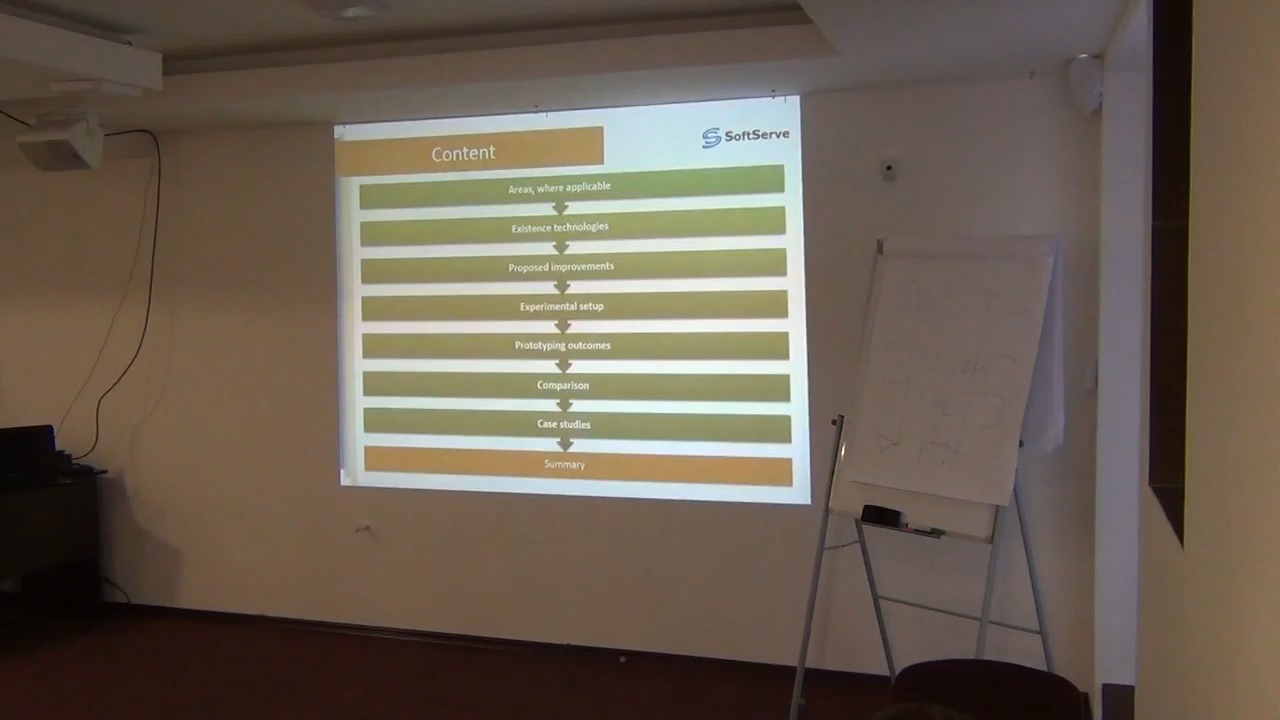 Content
SoftServe
Areas, where applicable
Existence technologies
Proposed improvements
Experimental setup
Prototyping outcomes
Comparison
Case studies
Summary